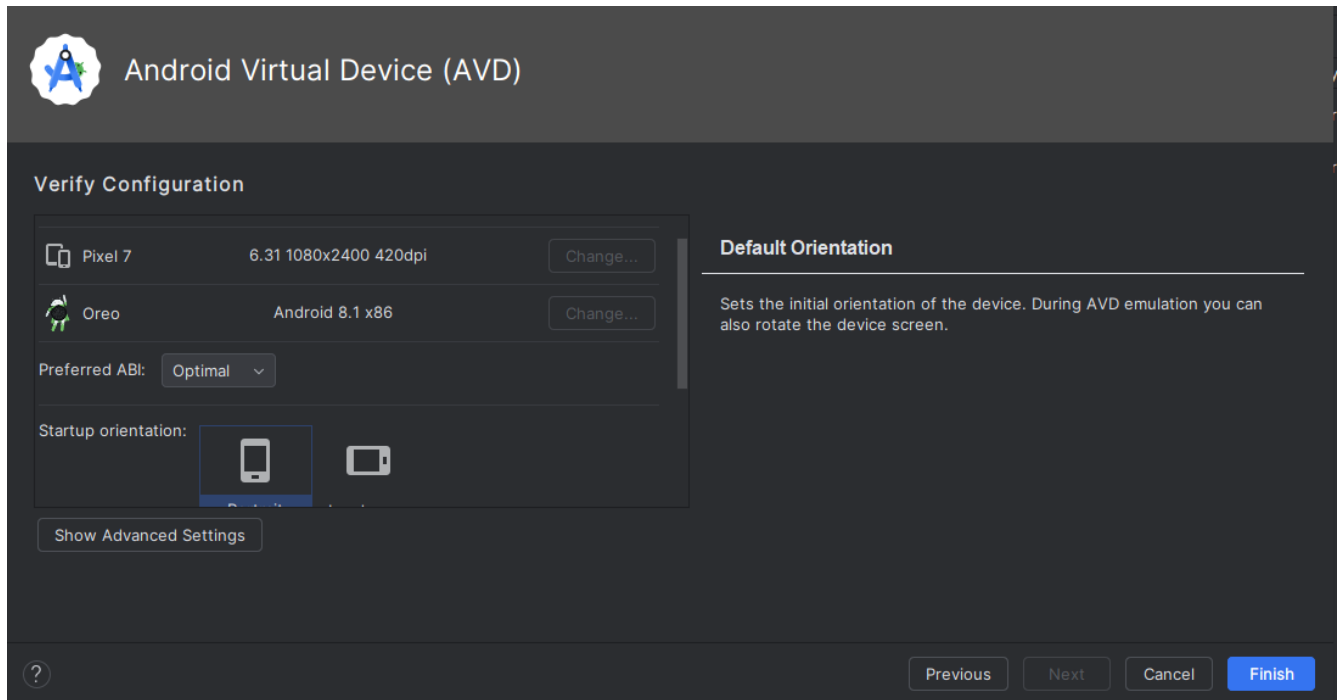 Android Virtual Device (AVD)
Verify Configuration
Pixel 7 6.31 1080x2400 420dpi Change...
Oreo Android 8.1 x86 Change...
Preferred ABI: Optimal
Startup orientation:
Show Advanced Settings
Default Orientation
Sets the initial orientation of the device. During AVD emulation you can
also rotate the device screen.
? Previous Next Cancel Finish